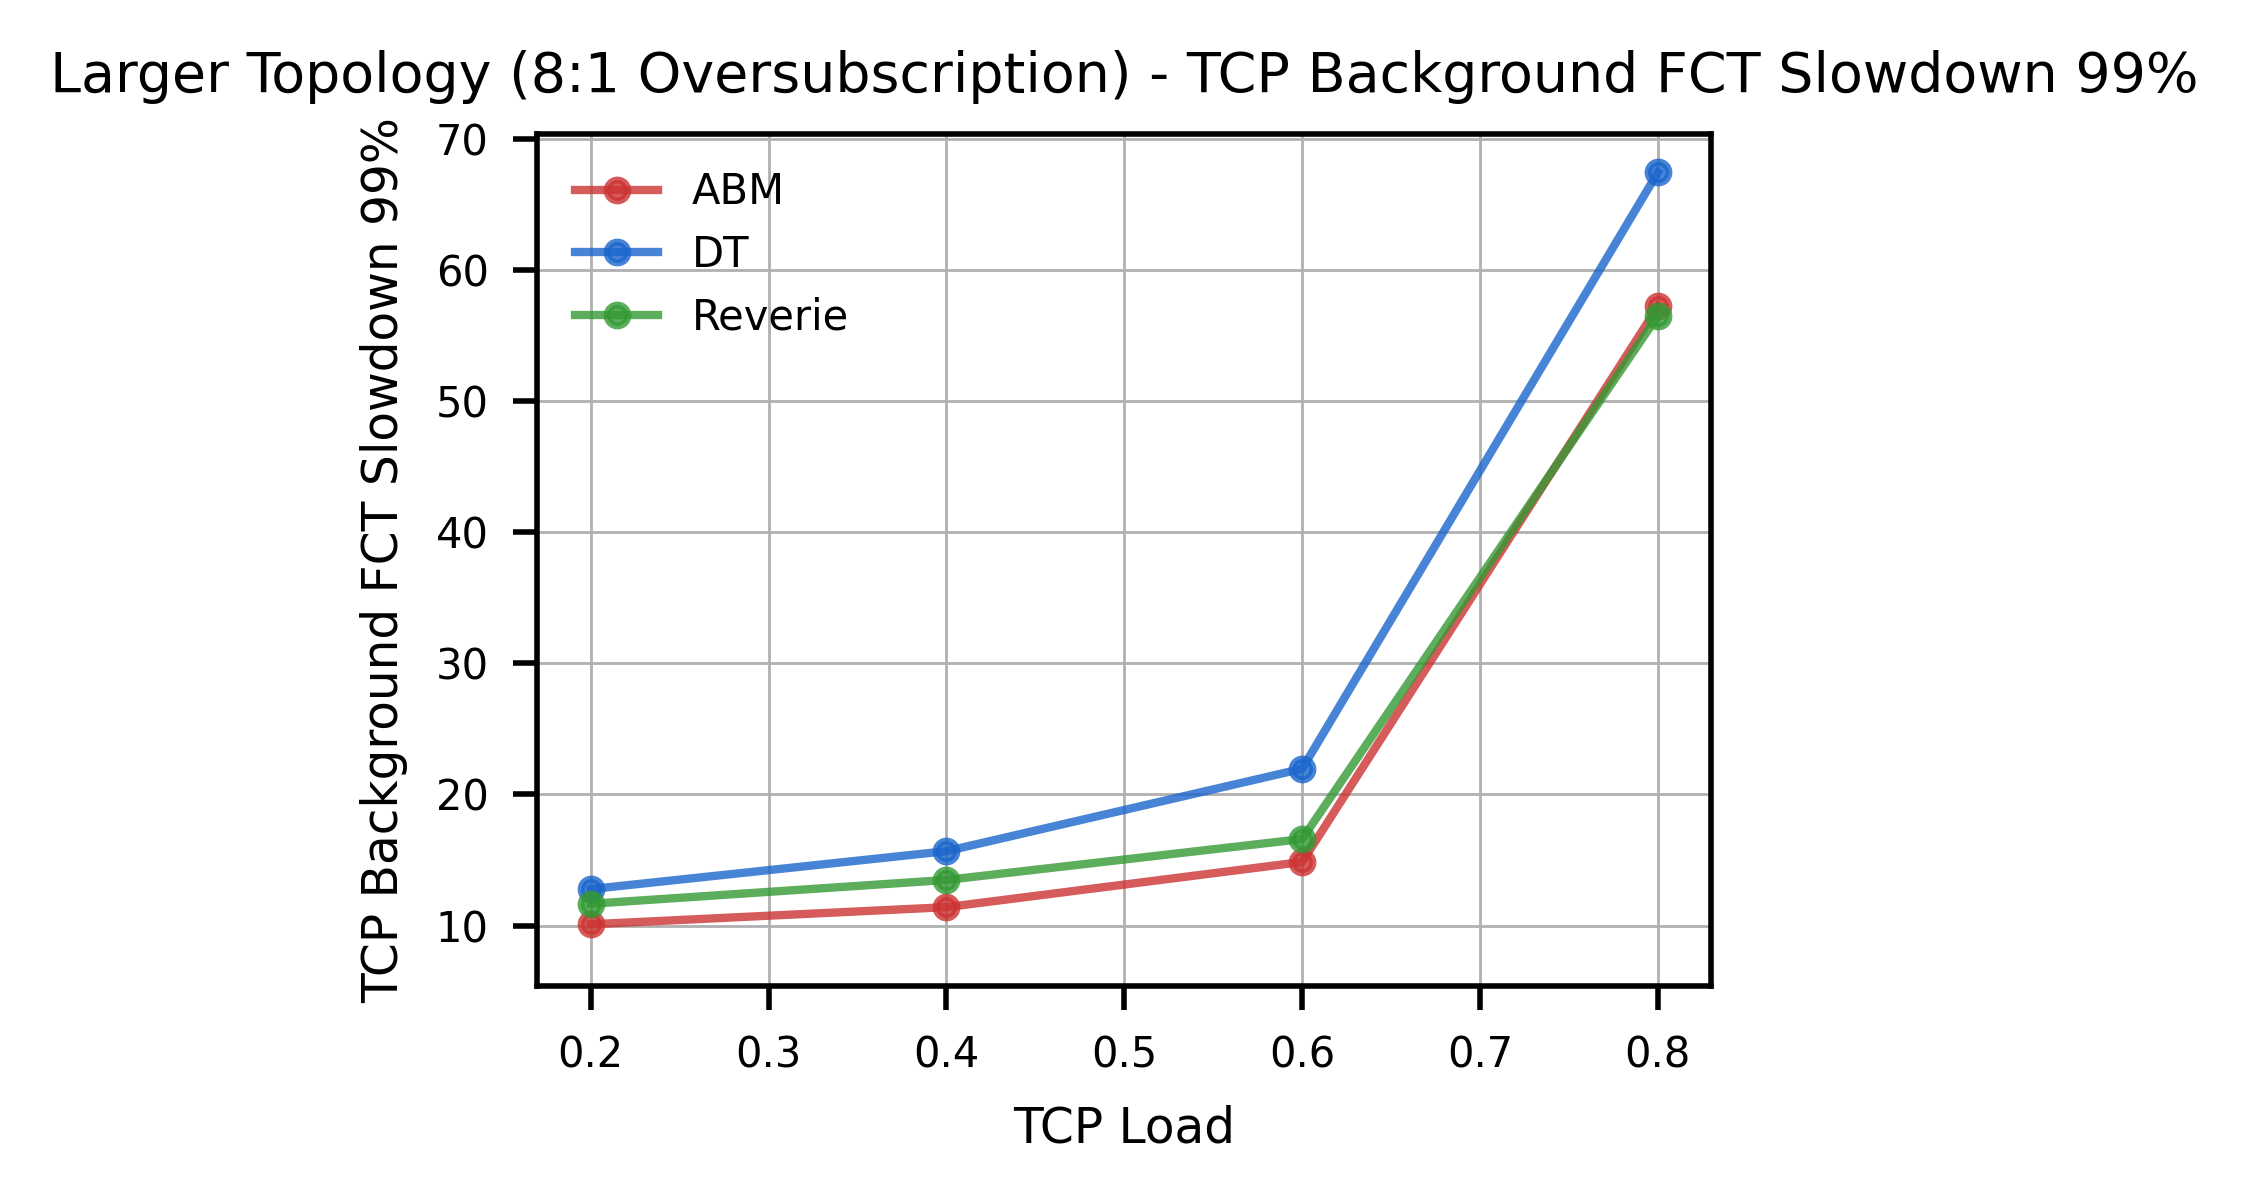 Larger Topology (8:1 Oversubscription) - TCP Background FCT Slowdown 99%
TCP Background FCT Slowdown 99%
70
60
50
40
30
20
10
ABM
DT
Reverie
0.2 0.3 0.4 0.5 0.6 0.7 0.8
TCP Load